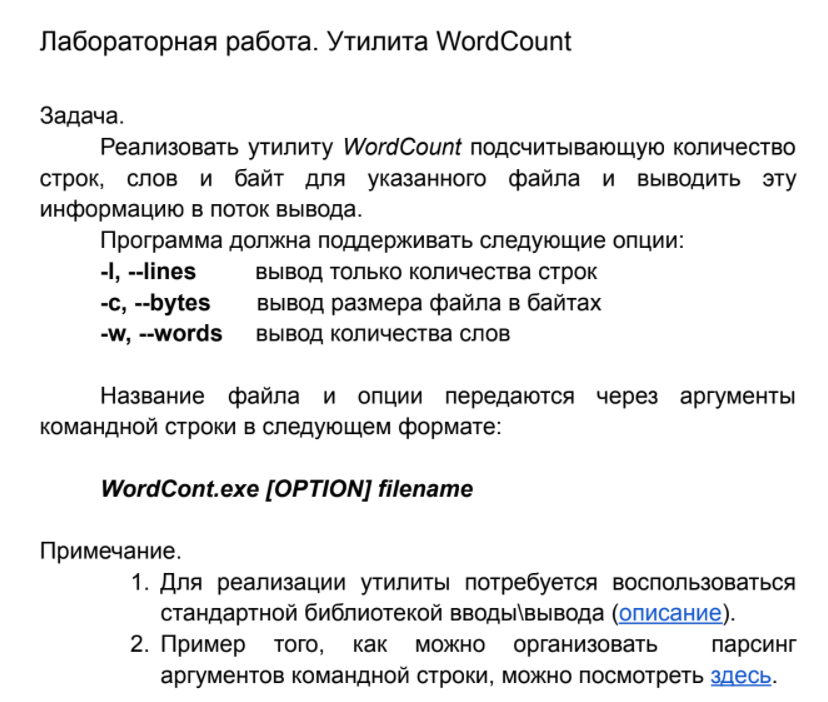 Лабораторная работа. Утилита WordCount
Задача.
Реализовать утилиту WordCount подсчитывающую количество
строк, слов и байт для указанного файла и выводить эту
информацию в поток вывода.
Программа должна поддерживать следующие опции:
-l, --lines вывод только количества строк
-c, --bytes вывод размера файла в байтах
-w, --words вывод количества слов
Название файла и опции передаются через аргументы
командной строки в следующем формате:
WordCont.exe [OPTION] filename
Примечание.
1. Для реализации утилиты потребуется воспользоваться
стандартной библиотекой вводы\вывода (описание).
2. Пример того, как можно организовать парсинг
аргументов командной строки, можно посмотреть здесь.